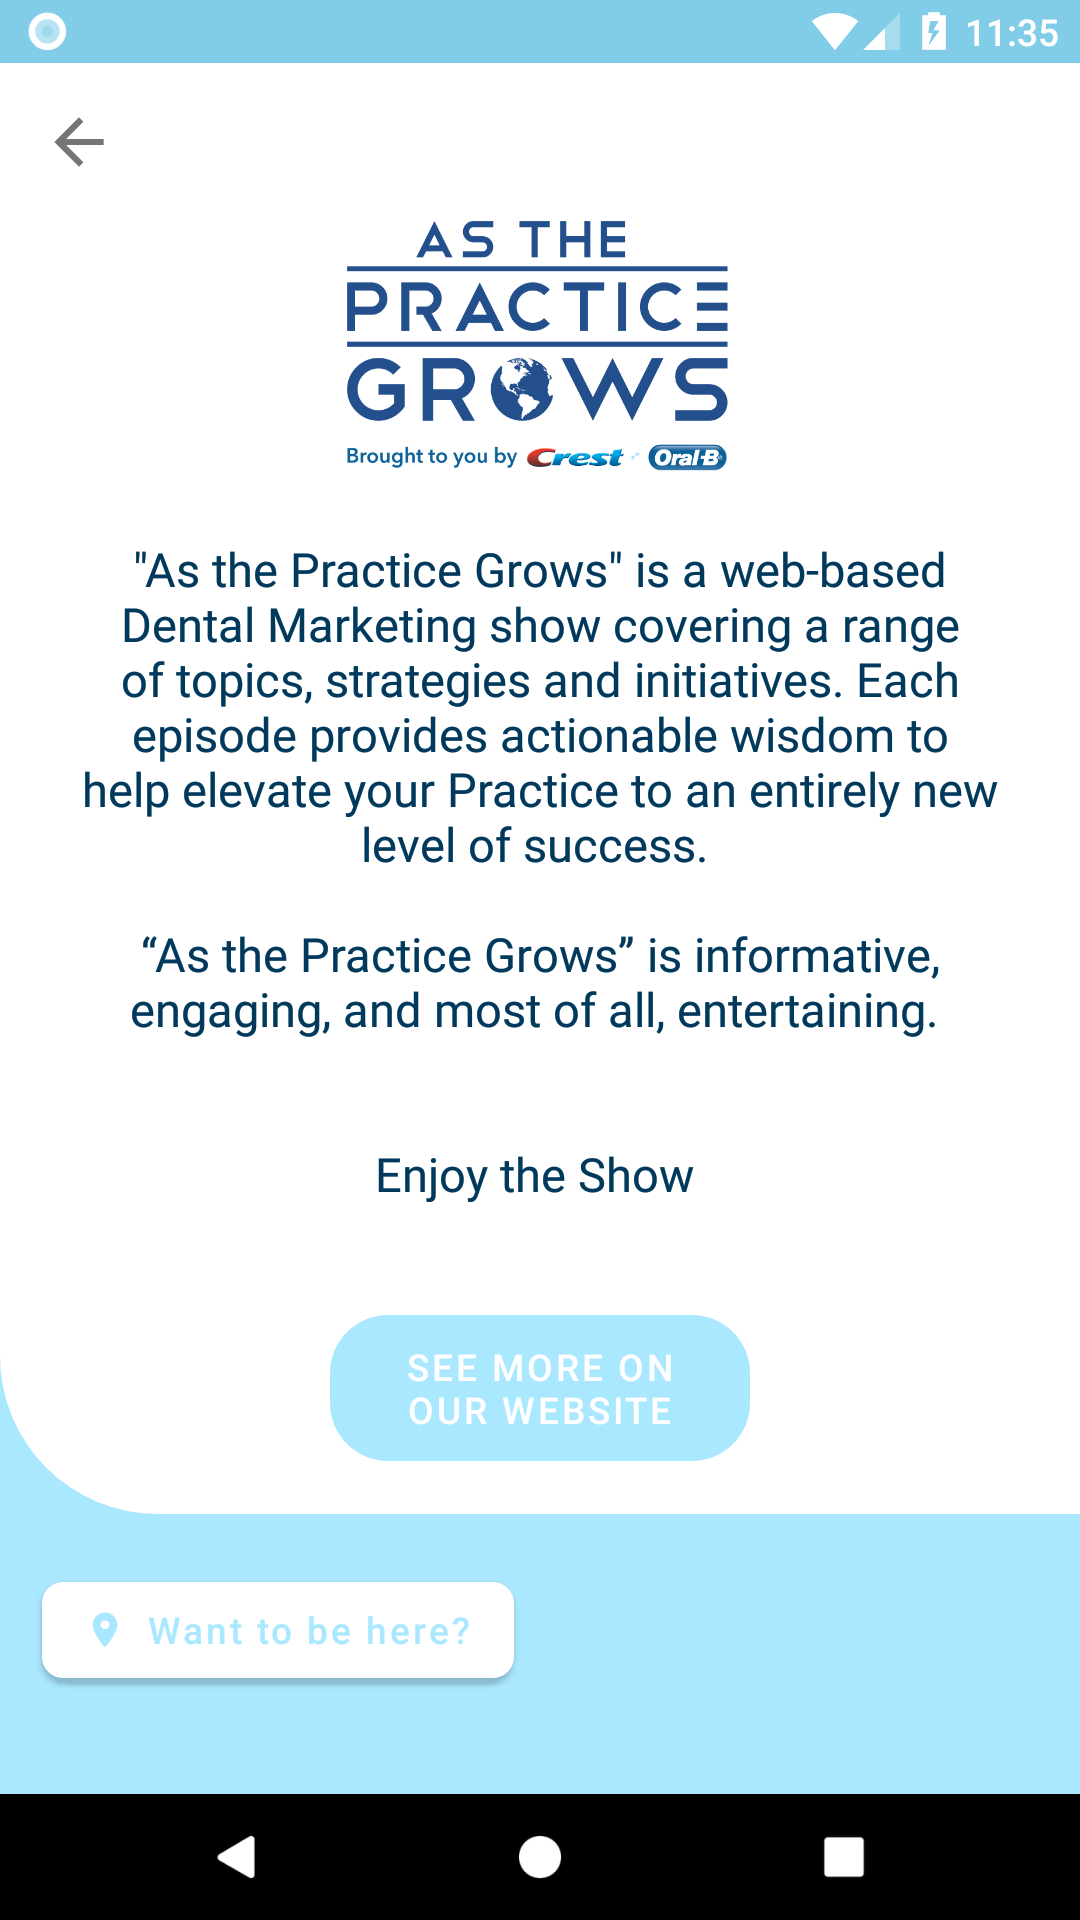 11:35
AS THE
PRACTICE
GROWS
Brought to you by Crest Oral-B
"As the Practice Grows" is a web-based
Dental Marketing show covering a range
of topics, strategies and initiatives. Each
episode provides actionable wisdom to
help elevate your Practice to an entirely new
level of success.
“As the Practice Grows” is informative,
engaging, and most of all, entertaining.
Enjoy the Show
SEE MORE ON
OUR WEBSITE
Want to be here?